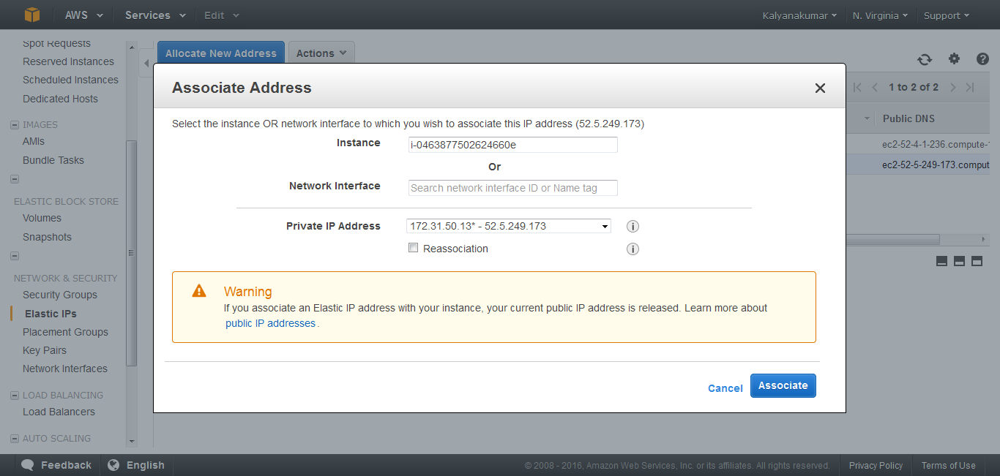 AWS Services Edit Kalyanakumar N. Virginia Support
Spot Requests
Reserved Instances
Scheduled Instances
Dedicated Hosts
IMAGES
AMIs
Bundle Tasks
ELASTIC BLOCK STORE
Volumes
Snapshots
NETWORK & SECURITY
Security Groups
Elastic IPs
Placement Groups
Key Pairs
Network Interfaces
LOAD BALANCING
Load Balancers
AUTO SCALING
Allocate New Address Actions
1 to 2 of 2
Public DNS
ec2-52-4-1-236.compute-1
ec2-52-5-249-173.comput
Associate Address
Select the instance OR network interface to which you wish to associate this IP address (52.5.249.173)
Instance i-0463877502624660e
Or
Network Interface Search network interface ID or Name tag
Private IP Address 172.31.50.13* - 52.5.249.173
Reassociation
Warning
If you associate an Elastic IP address with your instance, your current public IP address is released. Learn more about
public IP addresses.
Cancel Associate
Feedback English © 2008 - 2016, Amazon Web Services, Inc. or its affiliates. All rights reserved. Privacy Policy Terms of Use